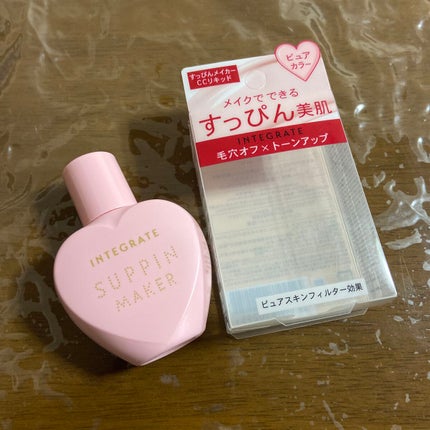 INTEGRATE
SUPPIN
MAKER
すっぴんメイカー
CCリキッド
ピュア
カラー
メイクでできる
すっぴん美肌
INTEGRATE
毛穴オフ×トーンアップ
ピュアスキンフィルター効果